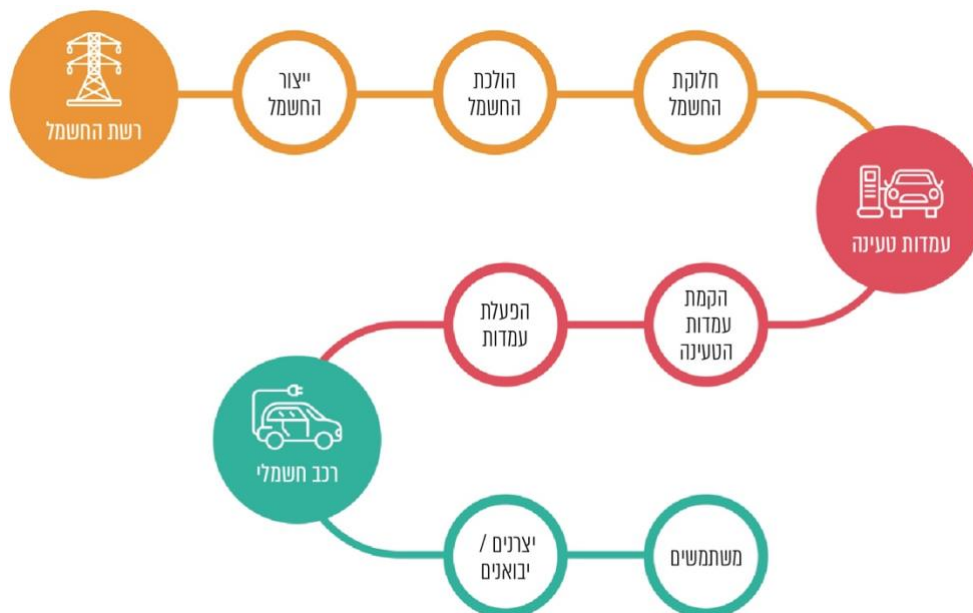 רשת החשמל
ייצור
החשמל
הולכת
החשמל
חלוקת
החשמל
עמדות טעינה
הקמת
עמדות
הטעינה
הפעלת
עמדות
רכב חשמלי
יצרנים /
יבואנים
משתמשים